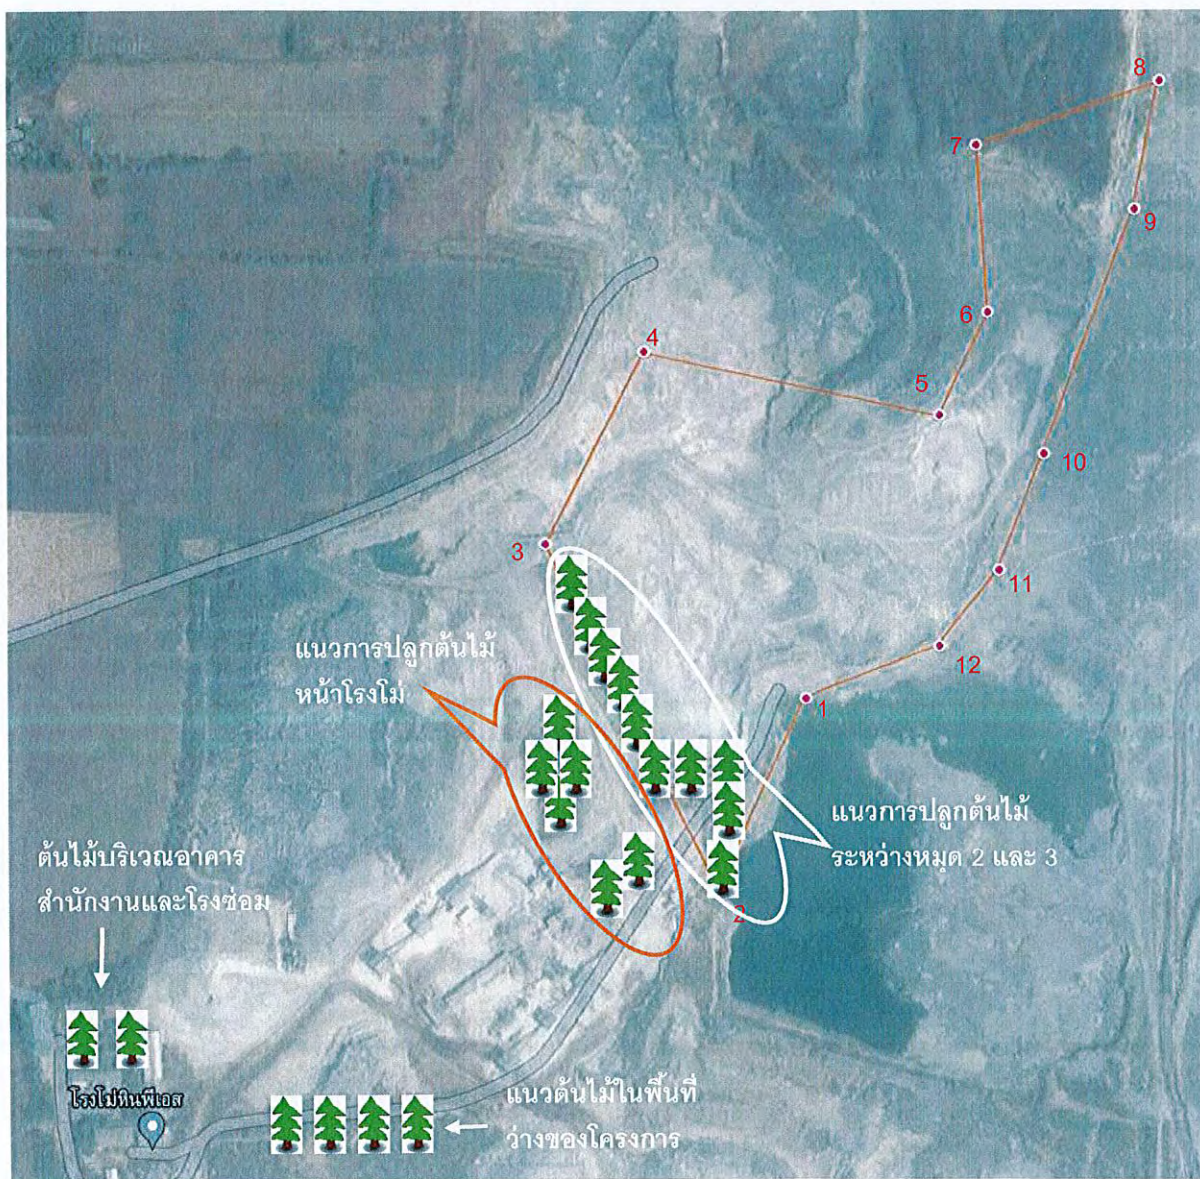 8
7
9
6
4
5
10
3
11
แนวการปลูกต้นไม้
หน้าโรงโม่
12
1
แนวการปลูกต้นไม้
ระหว่างหมุด 2 และ 3
ต้นไม้บริเวณอาคาร
สำนักงานและโรงซ่อม
2
โรงโม่หินพีเอส
แนวต้นไม้ในพื้นที่
ว่างของโครงการ